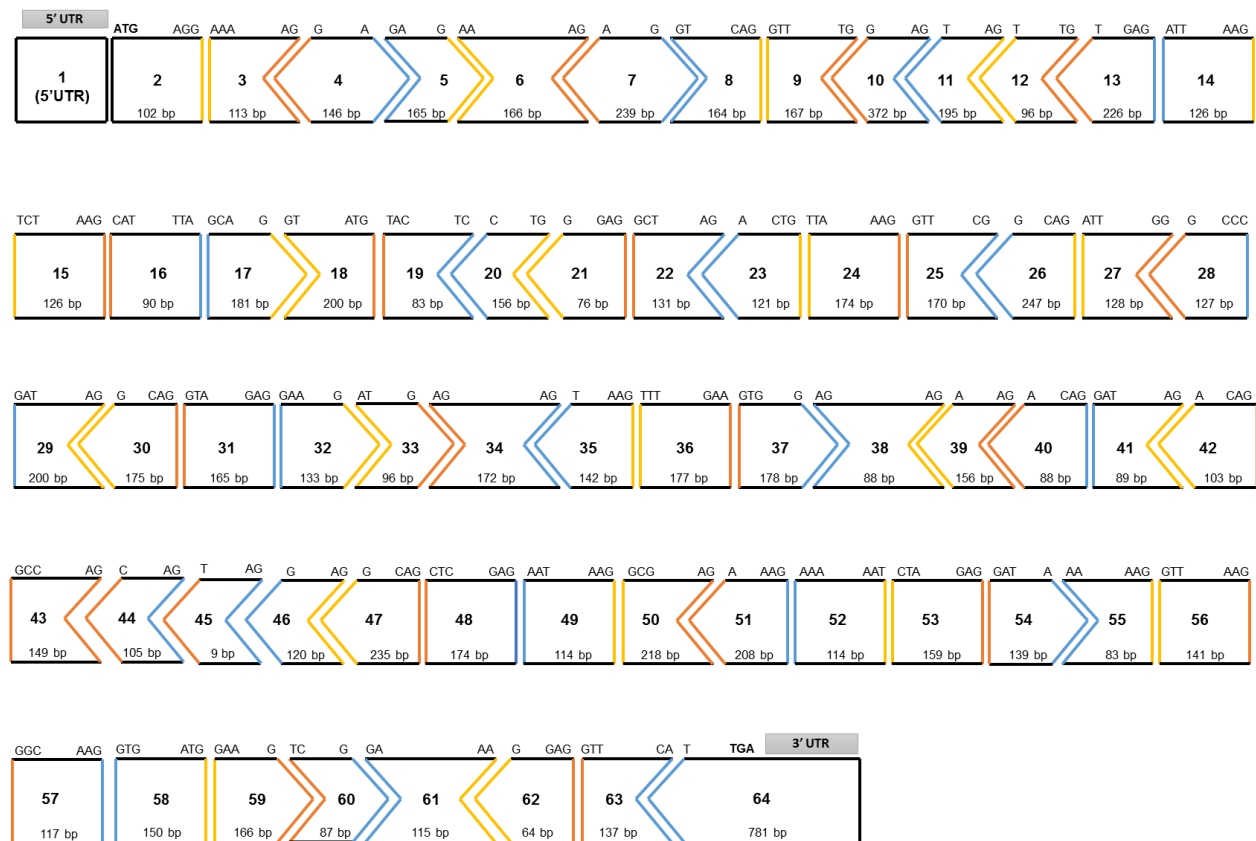 5' UTR
ATG AGG AAA AG G A GA G AA AG A G GT CAG GTT TG G AG T AG T TG T GAG ATT AAG
1 2 3 4 5 6 7 8 9 10 11 12 13 14
(5'UTR)
102 bp 113 bp 146 bp 165 bp 166 bp 239 bp 164 bp 167 bp 372 bp 195 bp 96 bp 226 bp 126 bp
TCT AAG CAT TTA GCA G GT ATG TAC TC C TG G GAG GCT AG A CTG TTA AAG GTT CG G CAG ATT GG G CCC
15 16 17 18 19 20 21 22 23 24 25 26 27 28
126 bp 90 bp 181 bp 200 bp 83 bp 156 bp 76 bp 131 bp 121 bp 174 bp 170 bp 247 bp 128 bp 127 bp
GAT AG G CAG GTA GAG GAA G AT G AG AG T AAG TTT GAA GTG G AG AG A AG A CAG GAT AG A CAG
29 30 31 32 33 34 35 36 37 38 39 40 41 42
200 bp 175 bp 165 bp 133 bp 96 bp 172 bp 142 bp 177 bp 178 bp 88 bp 156 bp 88 bp 89 bp 103 bp
GCC AG C AG T AG G AG G CAG CTC GAG AAT AAG GCG AG A AAG AAA AAT CTA GAG GAT A AA AAG GTT AAG
43 44 45 46 47 48 49 50 51 52 53 54 55 56
149 bp 105 bp 9 bp 120 bp 235 bp 174 bp 114 bp 218 bp 208 bp 114 bp 159 bp 139 bp 83 bp 141 bp
GGC AAG GTG ATG GAA G TC G GA AA G GAG GTT CA T TGA 3' UTR
57 58 59 60 61 62 63 64
117 bp 150 bp 166 bp 87 bp 115 bp 64 bp 137 bp 781 bp